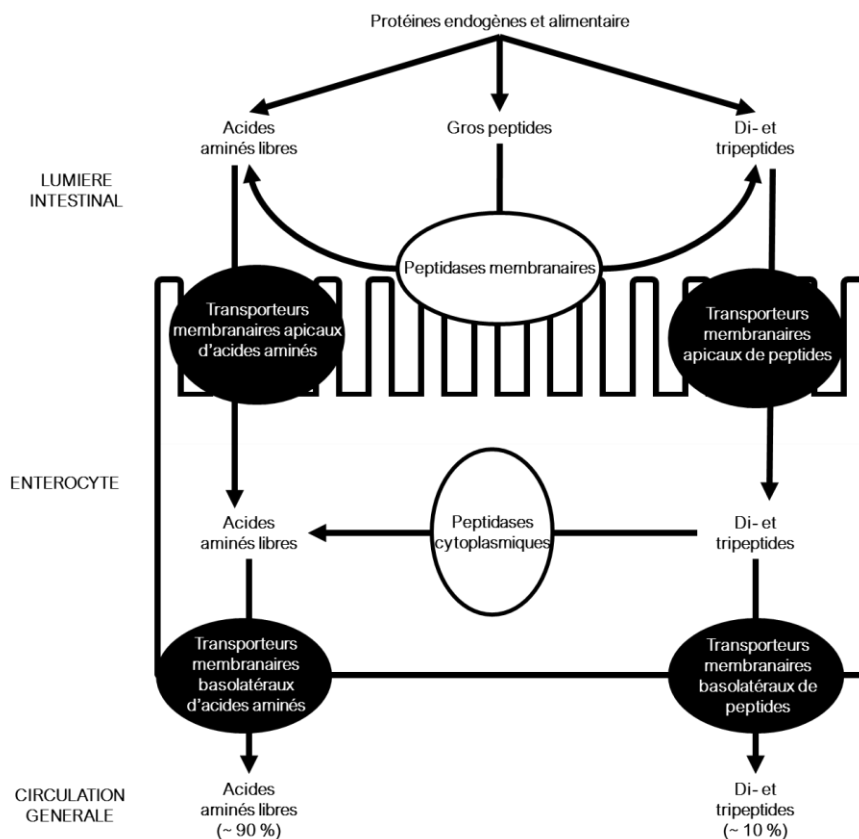 Protéines endogènes et alimentaire
Acides
aminés libres
Gros peptides
Di- et
tripeptides
LUMIERE
INTESTINAL
Peptidases membranaires
Transporteurs
membranaires apicaux
d'acides aminés
Transporteurs
membranaires
apicaux de peptides
ENTEROCYTE
Acides
aminés libres
Peptidases
cytoplasmiques
Di- et
tripeptides
Transporteurs
membranaires
basolatéraux
d'acides aminés
Transporteurs
membranaires
basolatéraux de
peptides
CIRCULATION
GENERALE
Acides
aminés libres
(~ 90 %)
Di- et
tripeptides
(~ 10 %)